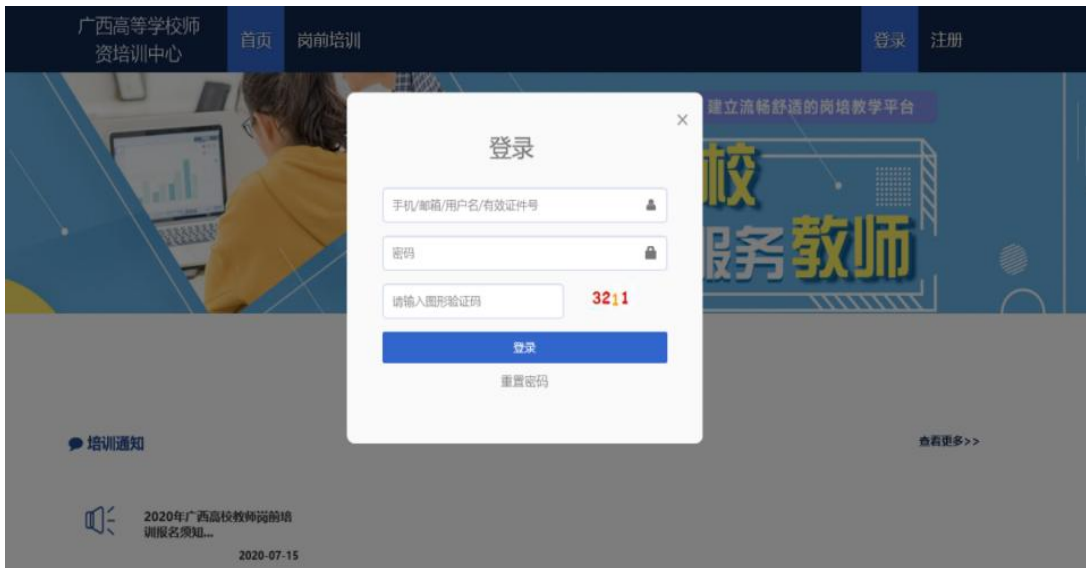 广西高等学校师
资培训中心
首页
岗前培训
登录
注册
建立流畅舒适的岗培教学平台
校
服务教师
×
登录
手机/邮箱/用户名/有效证件号
密码
请输入图形验证码
3211
登录
重置密码
培训通知
查看更多>>
2020年广西高校教师岗前培
训报名须知...
2020-07-15